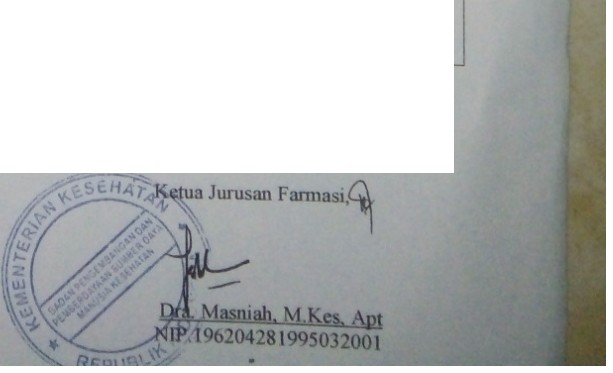 Ketua Jurusan Farmasi,
KEMENTERIAN KESEHATAN
BADAN PENGEMBANGAN DAN
PEMBERDAYAAN SUMBER DAYA
MANUSIA KESEHATAN
REPUBLIK
Dra. Masniah, M.Kes, Apt
NIP.196204281995032001